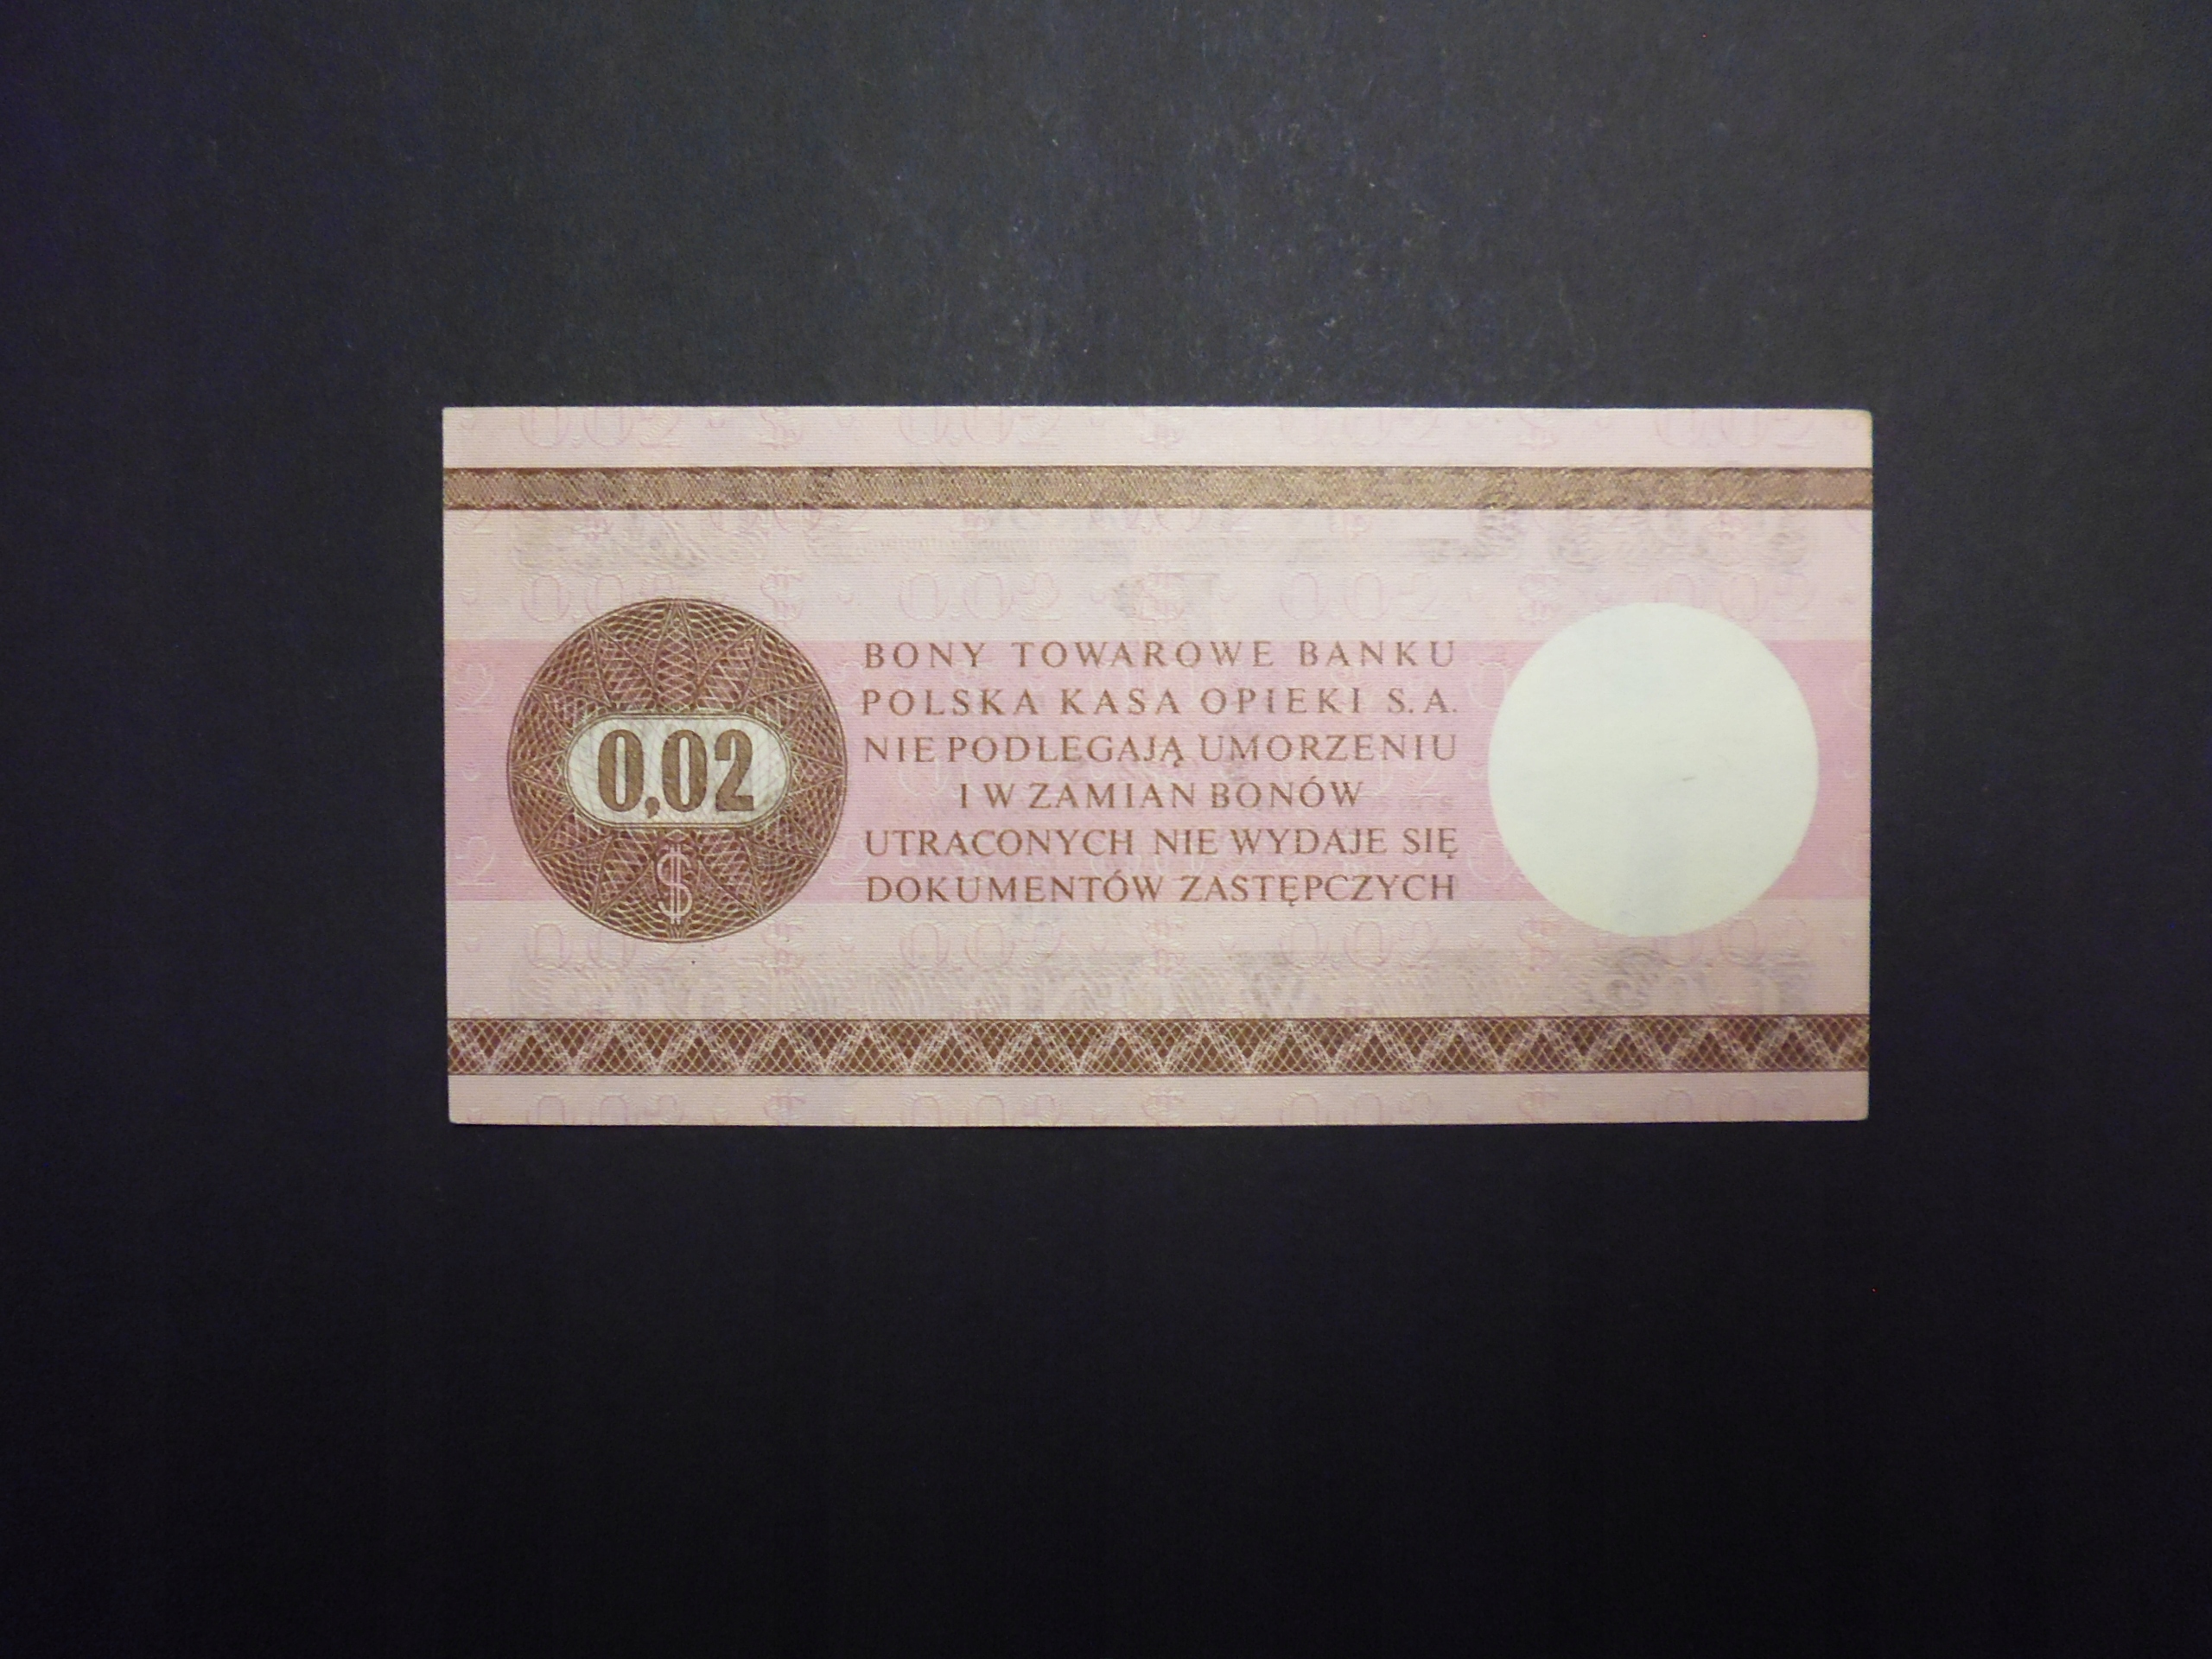 BONY TOWAROWE BANKU
POLSKA KASA OPIEKI S.A.
NIE PODLEGAJĄ UMORZENIU
I W ZAMIAN BONÓW
UTRACONYCH NIE WYDAJE SIĘ
DOKUMENTÓW ZASTĘPCZYCH
0,02
$